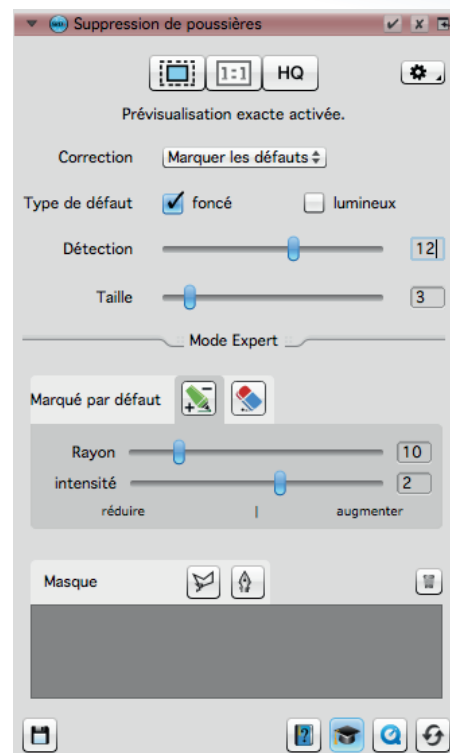 Suppression de poussières
1:1 HQ
Prévisualisation exacte activée.
Correction Marquer les défauts
Type de défaut foncé lumineux
Détection 12
Taille 3
Mode Expert
Marqué par défaut
Rayon 10
intensité 2
réduire | augmenter
Masque